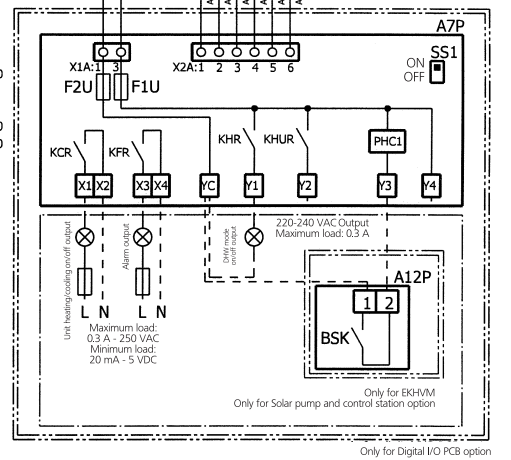 A7P
SS1
ON
OFF
X1A:1 3
X2A:1 2 3 4 5 6
F2U F1U
KCR KFR KHR KHUR PHC1
X1 X2 X3 X4 YC Y1 Y2 Y3 Y4
Unit heating/cooling on/off output
Alarm output
DHW mode
on/off output
220-240 VAC Output
Maximum load: 0.3 A
L N L N
Maximum load:
0.3 A - 250 VAC
Minimum load:
20 mA - 5 VDC
A12P
1 2
BSK
Only for EKHVM
Only for Solar pump and control station option
Only for Digital I/O PCB option